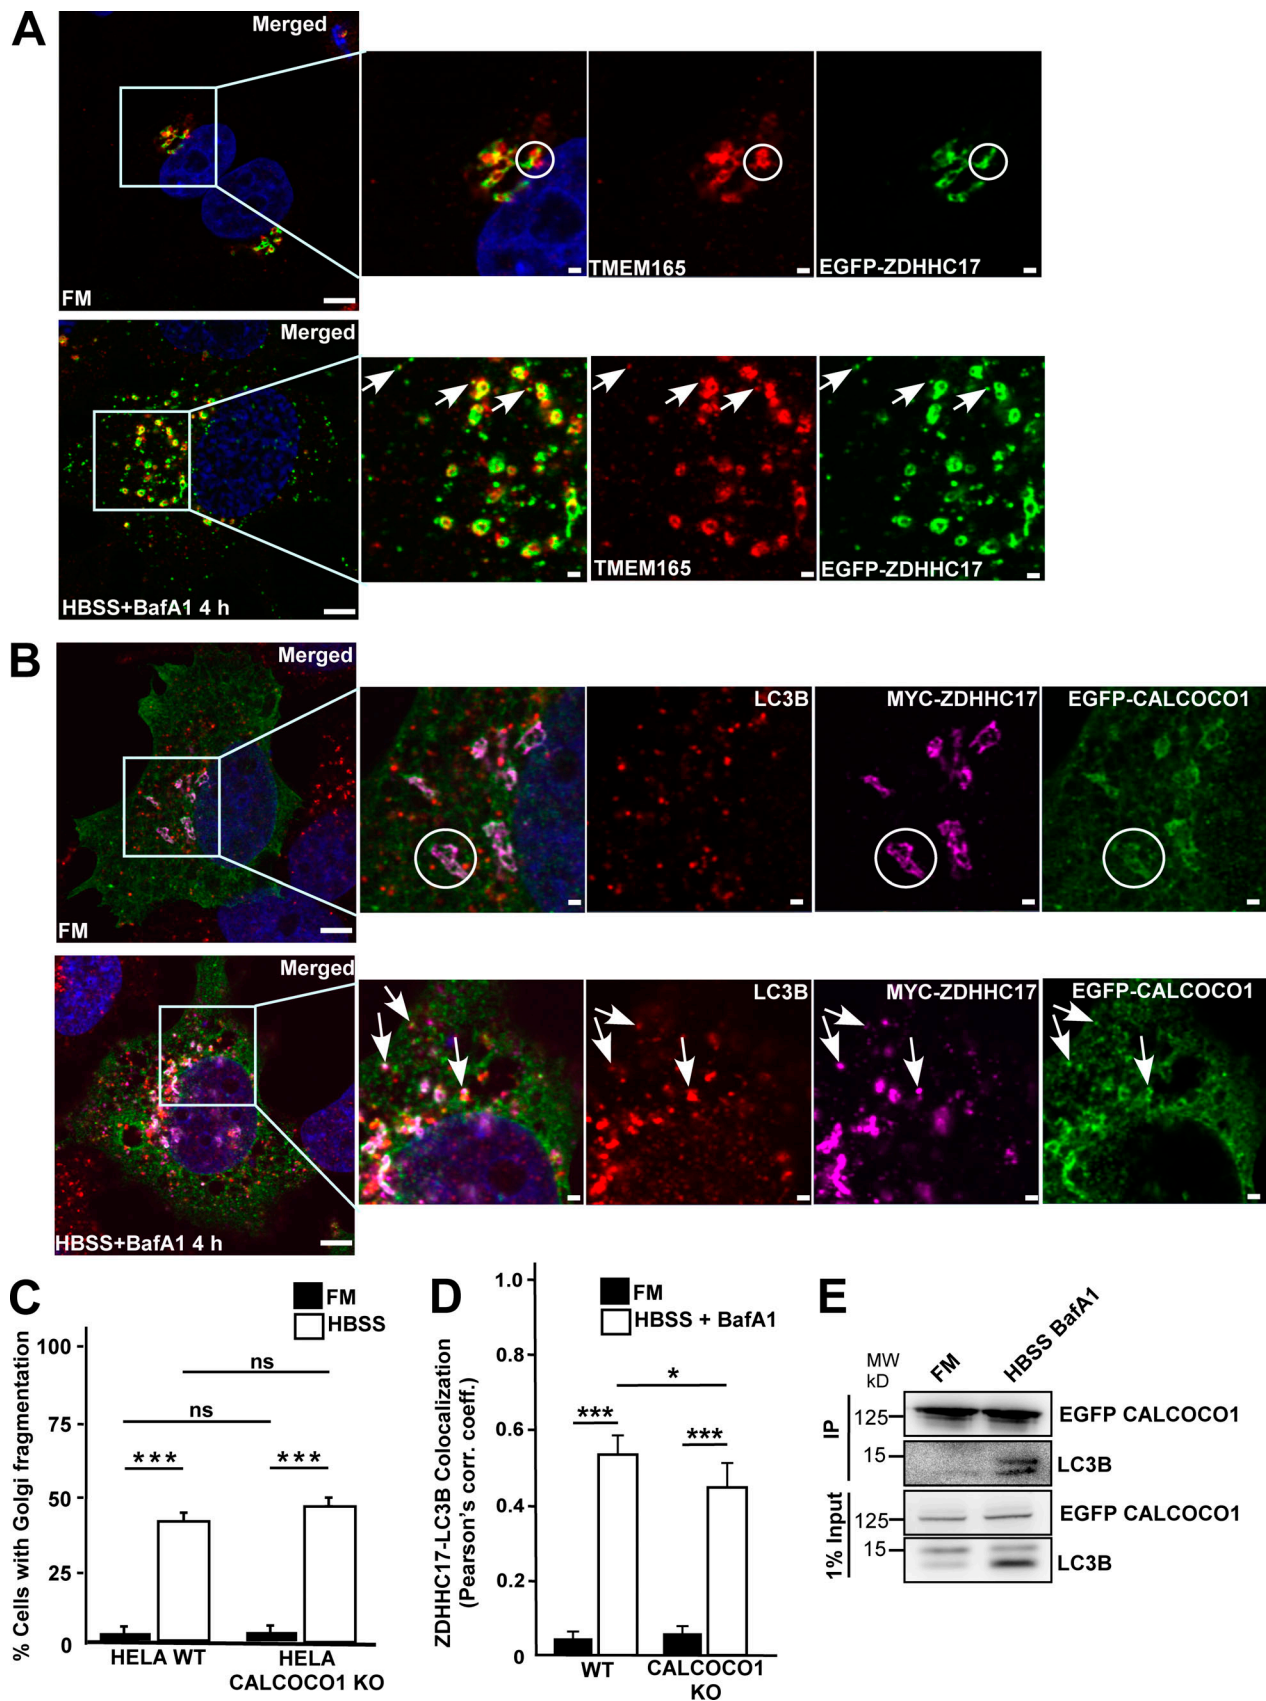 A
Merged
FM
TMEM165
EGFP-ZDHHC17
Merged
HBSS+BafA1 4 h
TMEM165
EGFP-ZDHHC17
B
Merged
FM
LC3B
MYC-ZDHHC17
EGFP-CALCOCO1
Merged
HBSS+BafA1 4 h
LC3B
MYC-ZDHHC17
EGFP-CALCOCO1
C
FM
HBSS
% Cells with Golgi fragmentation
100
75
50
25
0
ns
ns
***
***
HELA WT
HELA
CALCOCO1 KO
D
FM
HBSS + BafA1
ZDHHC17-LC3B Colocalization
(Pearson's corr. coeff.)
1.0
0.8
0.6
0.4
0.2
0
*
***
***
WT
CALCOCO1
KO
E
MW
kD
FM
HBSS BafA1
IP
125
EGFP CALCOCO1
15
LC3B
1% Input
125
EGFP CALCOCO1
15
LC3B